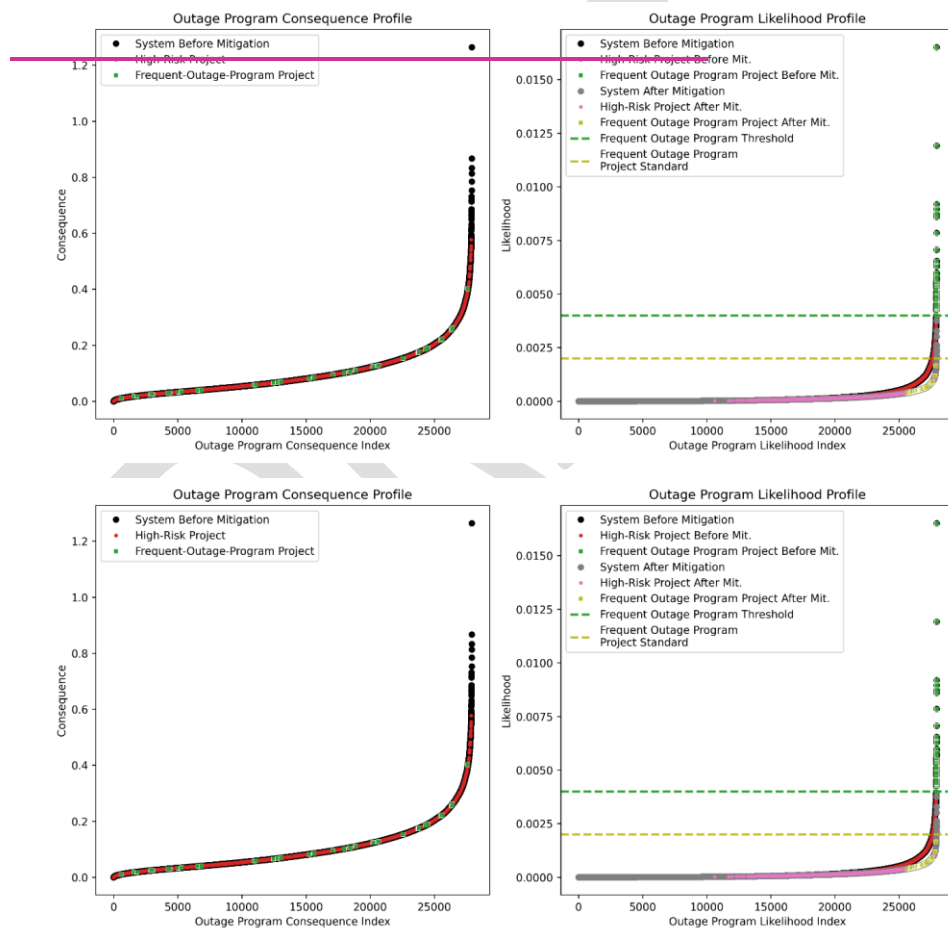 Outage Program Consequence Profile
System Before Mitigation
High-Risk Project
Frequent-Outage-Program Project
1.2
1.0
0.8
0.6
0.4
0.2
0.0
Consequence
0
5000
10000
15000
20000
25000
Outage Program Consequence Index
Outage Program Likelihood Profile
System Before Mitigation
High-Risk Project Before Mit.
Frequent Outage Program Project Before Mit.
System After Mitigation
High-Risk Project After Mit.
Frequent Outage Program Project After Mit.
Frequent Outage Program Threshold
Frequent Outage Program
Project Standard
0.0150
0.0125
0.0100
0.0075
0.0050
0.0025
0.0000
Likelihood
0
5000
10000
15000
20000
25000
Outage Program Likelihood Index
Outage Program Consequence Profile
System Before Mitigation
High-Risk Project
Frequent-Outage-Program Project
1.2
1.0
0.8
0.6
0.4
0.2
0.0
Consequence
0
5000
10000
15000
20000
25000
Outage Program Consequence Index
Outage Program Likelihood Profile
System Before Mitigation
High-Risk Project Before Mit.
Frequent Outage Program Project Before Mit.
System After Mitigation
High-Risk Project After Mit.
Frequent Outage Program Project After Mit.
Frequent Outage Program Threshold
Frequent Outage Program
Project Standard
0.0150
0.0125
0.0100
0.0075
0.0050
0.0025
0.0000
Likelihood
0
5000
10000
15000
20000
25000
Outage Program Likelihood Index